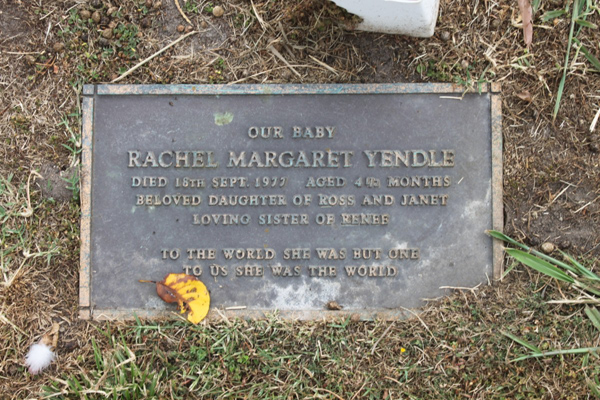 OUR BABY
RACHEL MARGARET YENDLE
DIED 18TH SEPT. 1977 AGED 4½ MONTHS
BELOVED DAUGHTER OF ROSS AND JANET
LOVING SISTER OF RENEE
TO THE WORLD SHE WAS BUT ONE
TO US SHE WAS THE WORLD